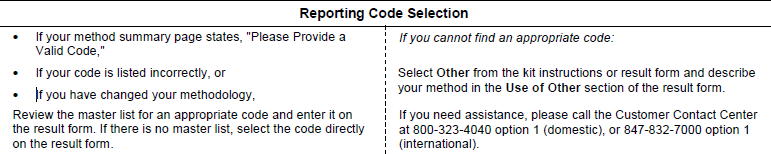 Reporting Code Selection
• If your method summary page states, "Please Provide a
Valid Code,"
• If your code is listed incorrectly, or
• If you have changed your methodology,
Review the master list for an appropriate code and enter it on
the result form. If there is no master list, select the code directly
on the result form.
If you cannot find an appropriate code:
Select Other from the kit instructions or result form and describe
your method in the Use of Other section of the result form.
If you need assistance, please call the Customer Contact Center
at 800-323-4040 option 1 (domestic), or 847-832-7000 option 1
(international).